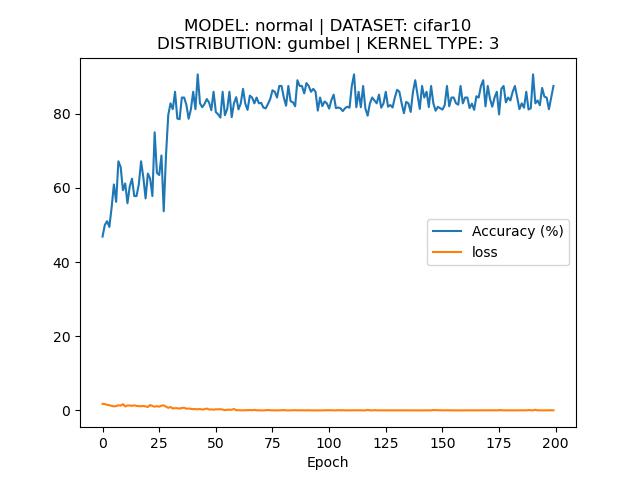 MODEL: normal | DATASET: cifar10
DISTRIBUTION: gumbel | KERNEL TYPE: 3
80
60
40
20
0
Accuracy (%)
loss
0 25 50 75 100 125 150 175 200
Epoch